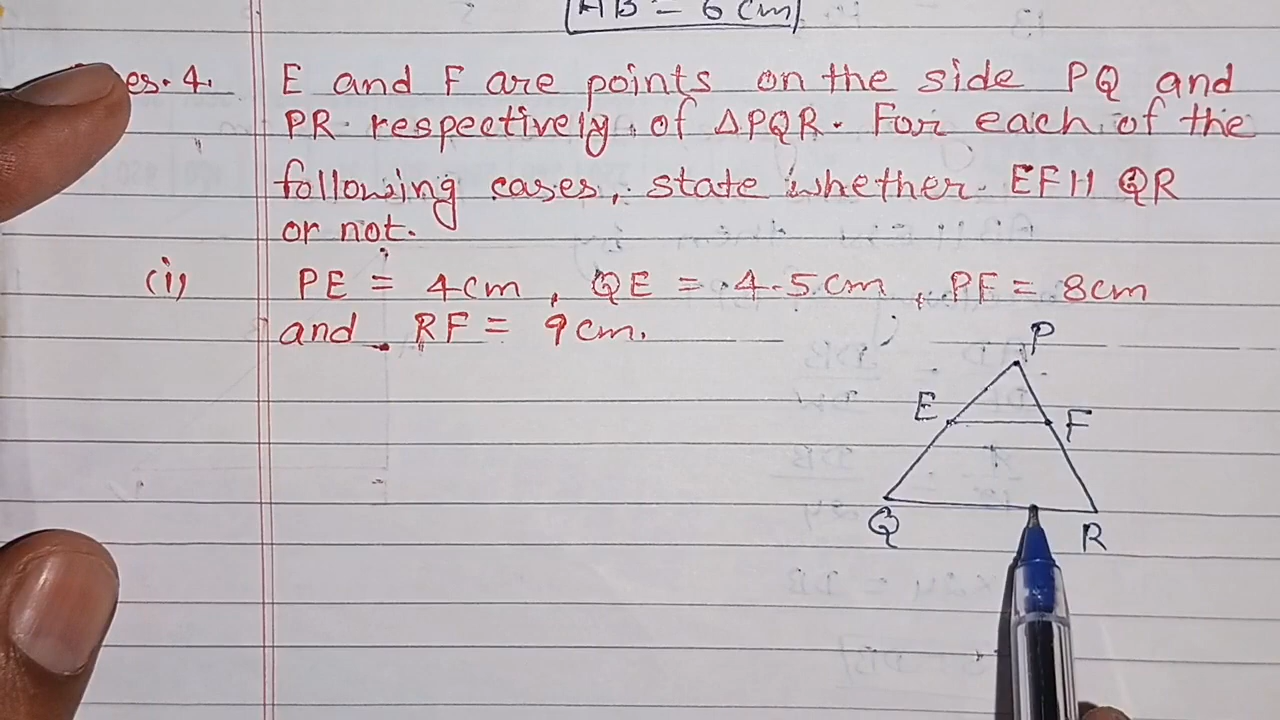 AB = 6 cm
es. 4. E and F are points on the side PQ and
PR respectively of △PQR. For each of the
following cases, state whether EF || QR
or not.
(i) PE = 4cm, QE = 4.5cm, PF = 8cm
and RF = 9cm.
P
E F
Q R